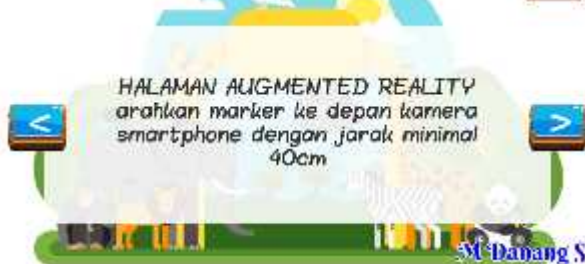 HALAMAN AUGMENTED REALITY
arahkan marker ke depan kamera
smartphone dengan jarak minimal
40cm
< >
M Danang S